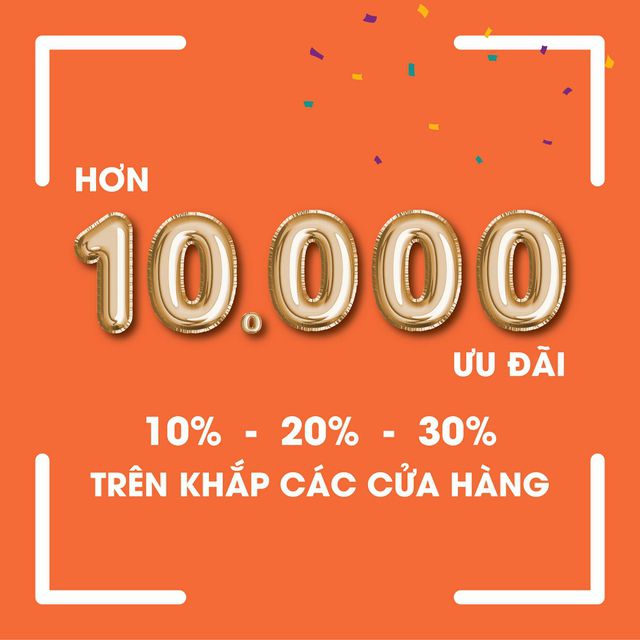 HƠN
10.000
ƯU ĐÃI
10% - 20% - 30%
TRÊN KHẮP CÁC CỬA HÀNG